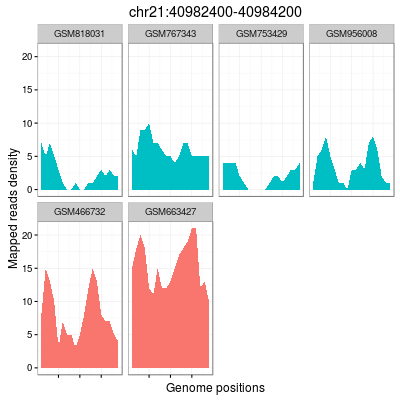 chr21:40982400-40984200
GSM818031 GSM767343 GSM753429 GSM956008
20
15
10
5
0
GSM466732 GSM663427
20
15
10
5
0
Mapped reads density
Genome positions